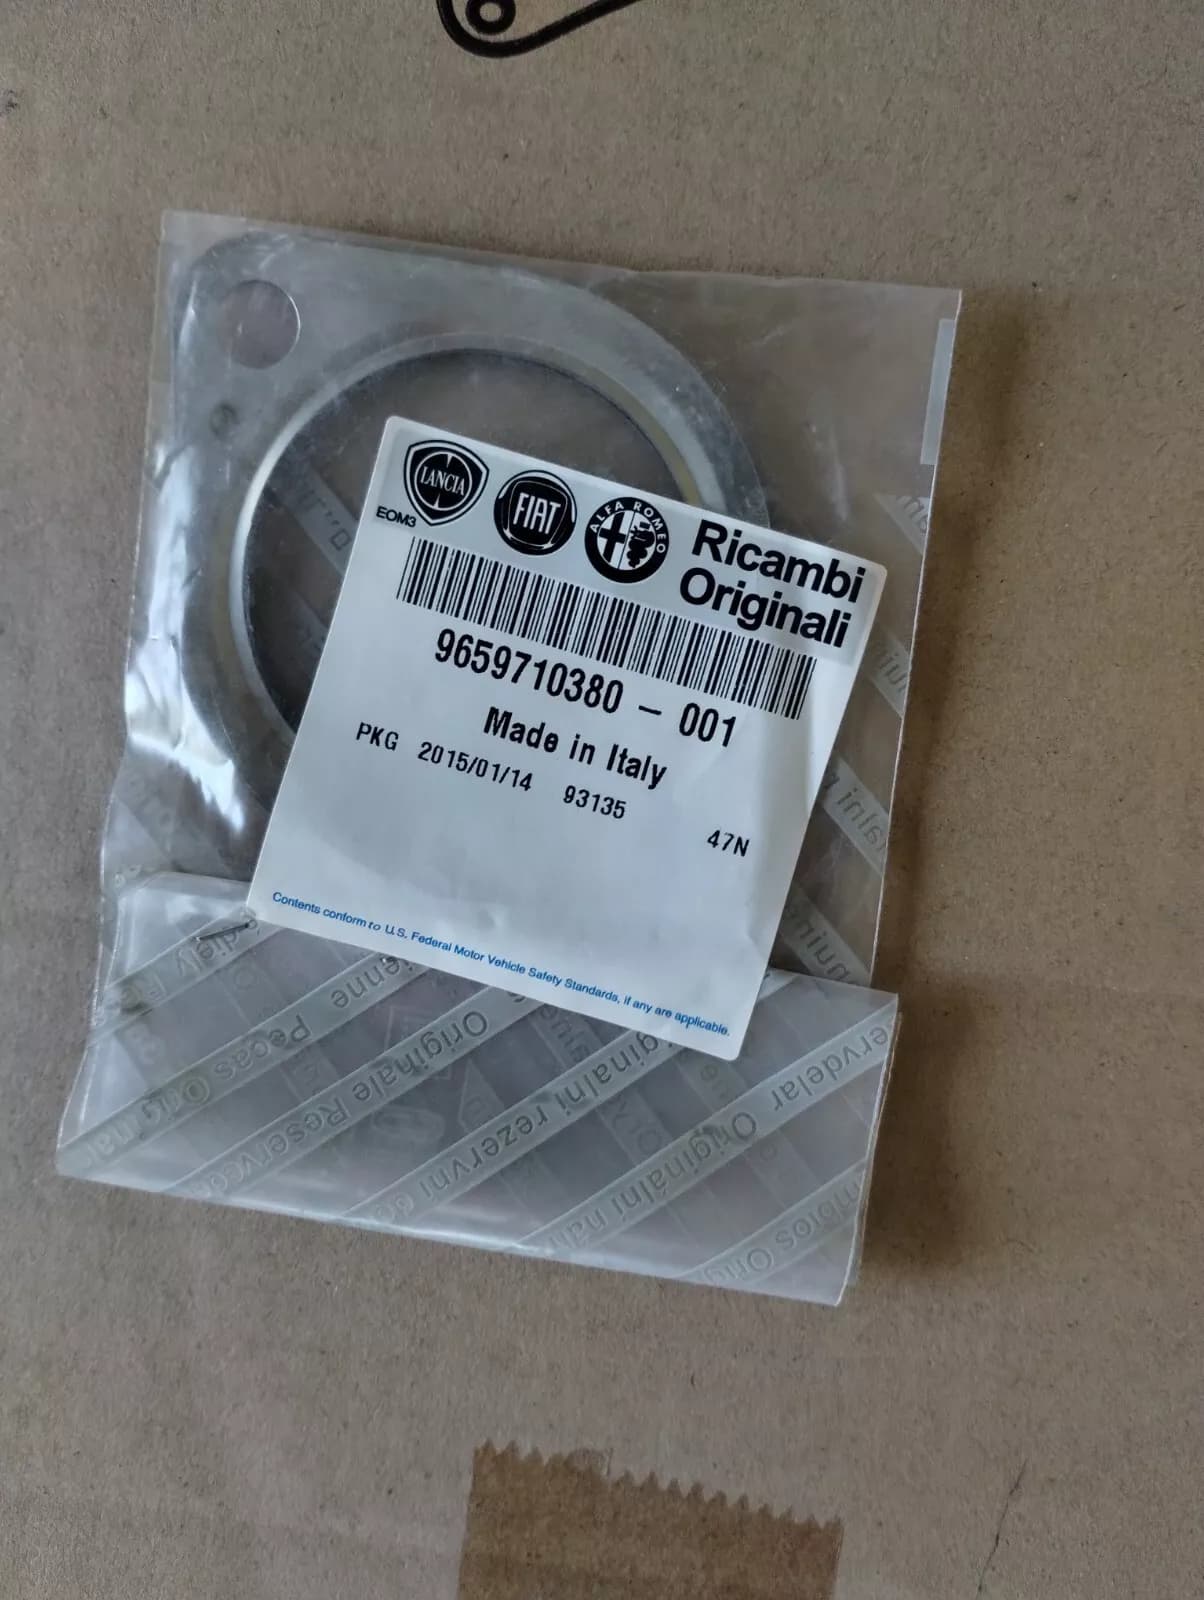 LANCIA
FIAT
ALFA ROMEO
Ricambi
Originali
EOM3
9659710380 - 001
Made in Italy
PKG 2015/01/14 93135
47N
Contents conform to U.S. Federal Motor Vehicle Safety Standards, if any are applicable.
Originale
Originalni rezervni
Originální